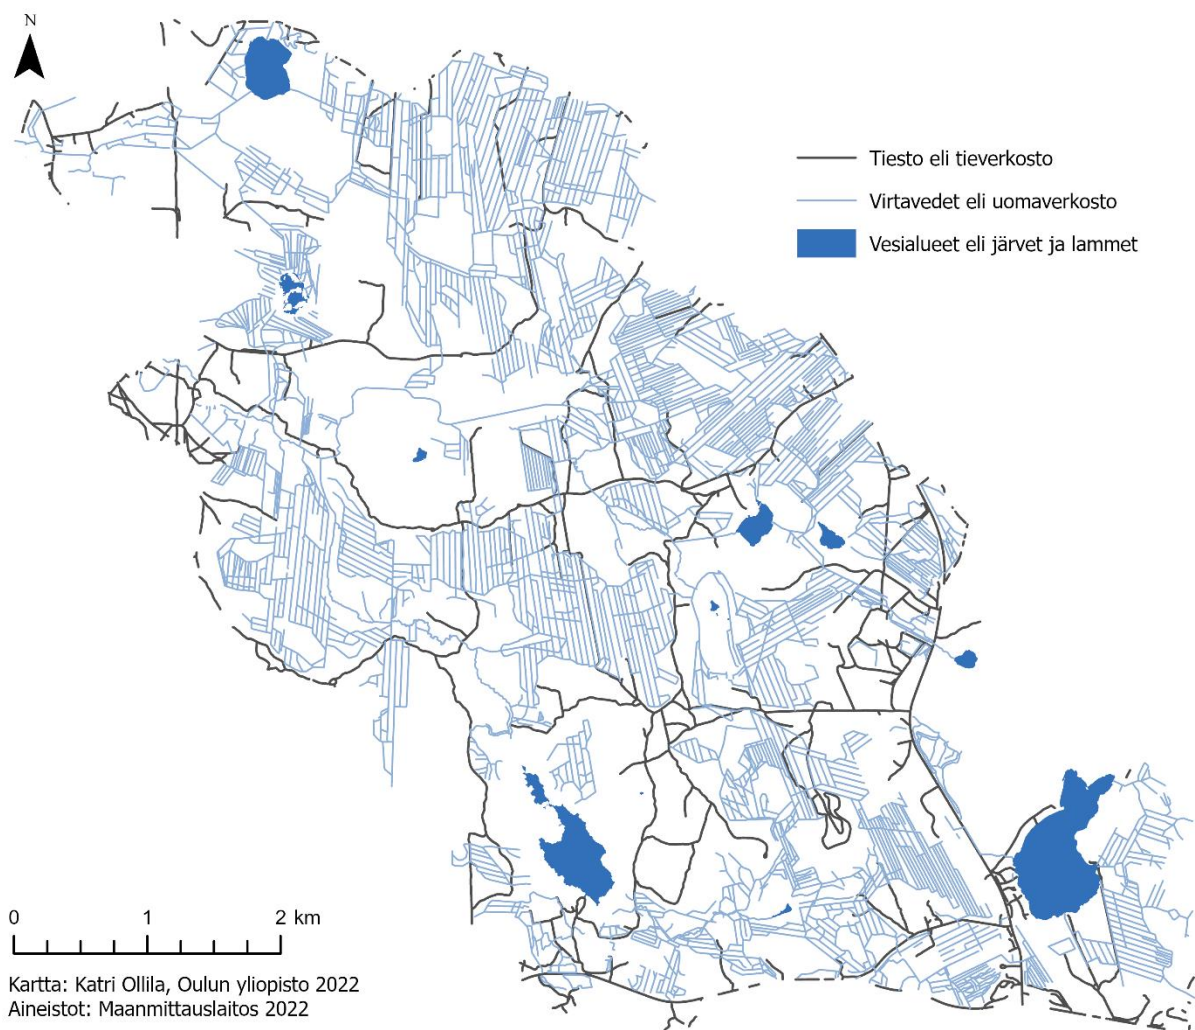 N
Tiesto eli tieverkosto
Virtavedet eli uomaverkosto
Vesialueet eli järvet ja lammet
0 1 2 km
Kartta: Katri Ollila, Oulun yliopisto 2022
Aineistot: Maanmittauslaitos 2022